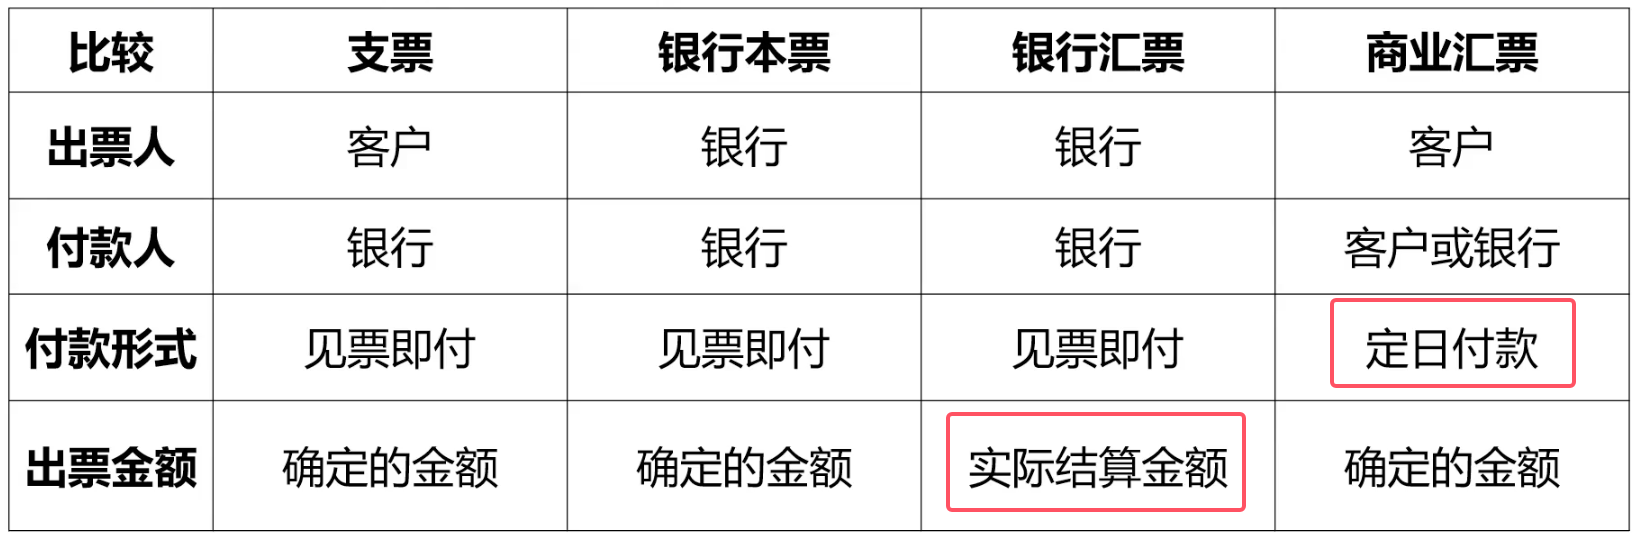 比较 支票 银行本票 银行汇票 商业汇票
出票人 客户 银行 银行 客户
付款人 银行 银行 银行 客户或银行
付款形式 见票即付 见票即付 见票即付 定日付款
出票金额 确定的金额 确定的金额 实际结算金额 确定的金额